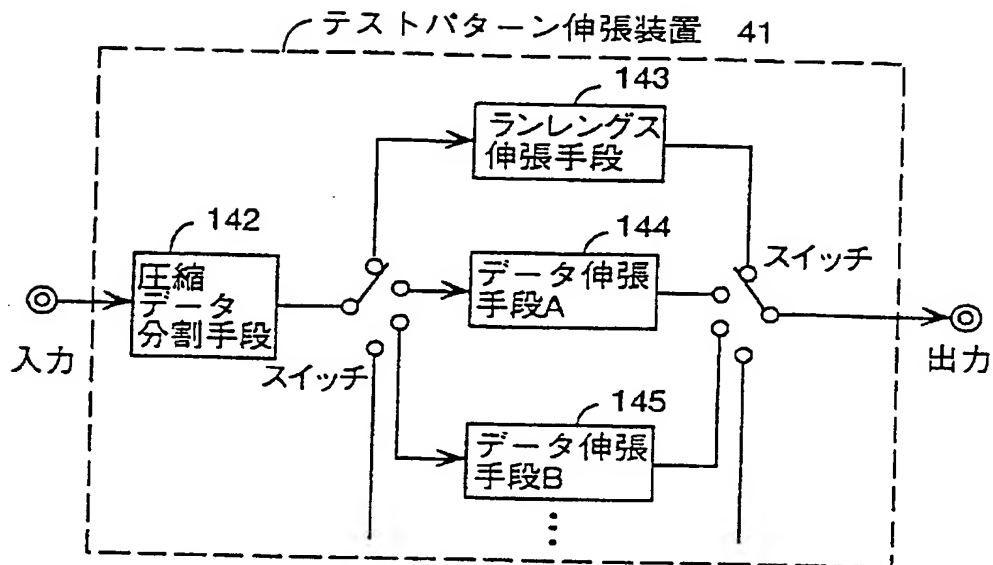 テストパターン伸張装置 41
143
ランレングス
伸張手段
142
圧縮
データ
分割手段
144
データ伸張
手段A
スイッチ
入力
スイッチ
出力
145
データ伸張
手段B